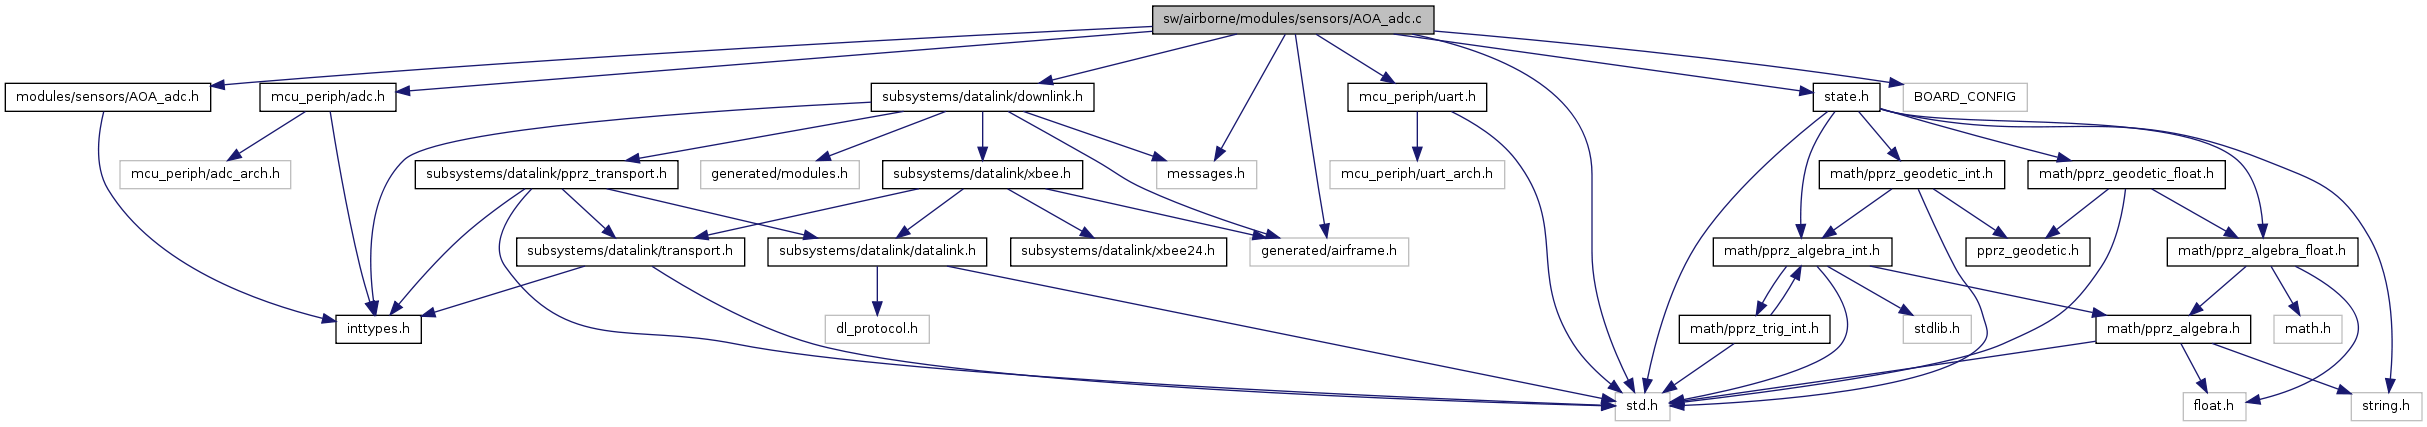 sw/airborne/modules/sensors/AOA_adc.c
modules/sensors/AOA_adc.h
mcu_periph/adc.h
subsystems/datalink/downlink.h
mcu_periph/uart.h
state.h
BOARD_CONFIG
mcu_periph/adc_arch.h
subsystems/datalink/pprz_transport.h
generated/modules.h
subsystems/datalink/xbee.h
messages.h
mcu_periph/uart_arch.h
math/pprz_geodetic_int.h
math/pprz_geodetic_float.h
subsystems/datalink/transport.h
subsystems/datalink/datalink.h
subsystems/datalink/xbee24.h
generated/airframe.h
math/pprz_algebra_int.h
pprz_geodetic.h
math/pprz_algebra_float.h
inttypes.h
dl_protocol.h
math/pprz_trig_int.h
stdlib.h
math/pprz_algebra.h
math.h
std.h
float.h
string.h